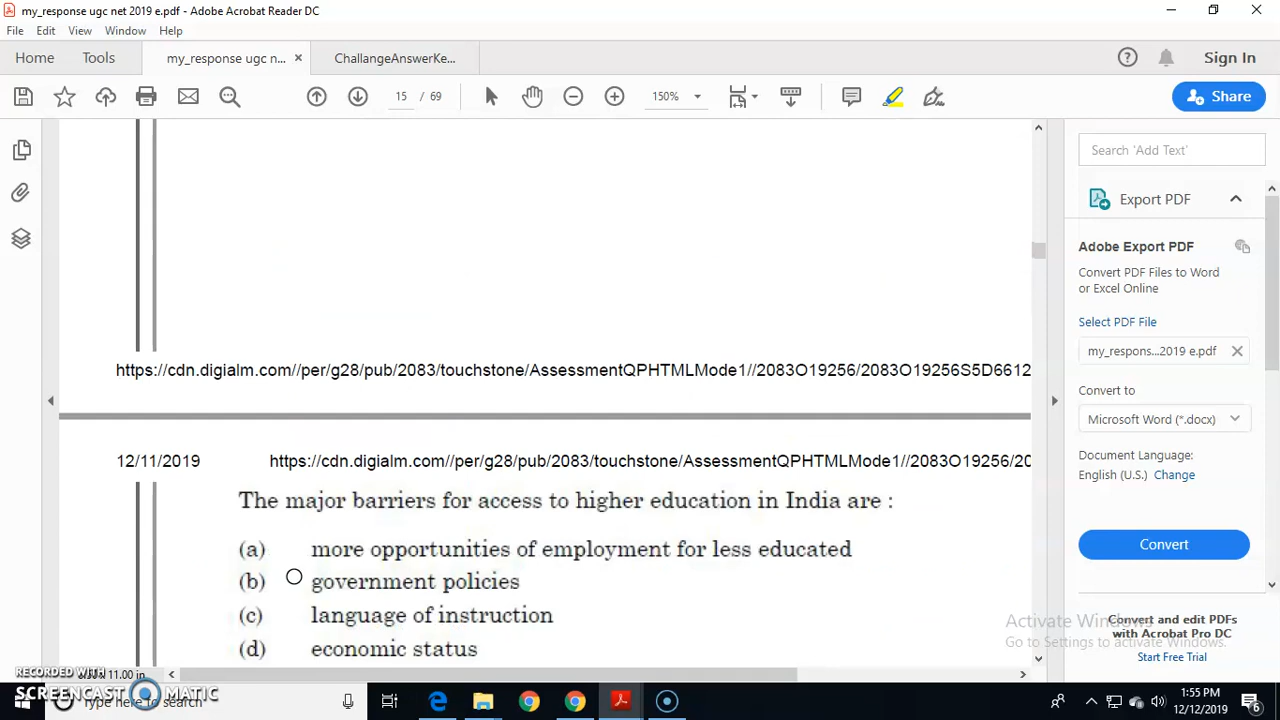 my_response ugc net 2019 e.pdf - Adobe Acrobat Reader DC
File Edit View Window Help
Home Tools my_response ugc n... × ChallangeAnswerKe... Sign In
15 / 69 150% Share
Search 'Add Text'
Export PDF
Adobe Export PDF
Convert PDF Files to Word
or Excel Online
Select PDF File
my_respons...2019 e.pdf
Convert to
Microsoft Word (*.docx)
Document Language:
English (U.S.) Change
Convert
Convert and edit PDFs
with Acrobat Pro DC
Start Free Trial
https://cdn.digialm.com//per/g28/pub/2083/touchstone/AssessmentQPHTMLMode1//2083O19256/2083O19256S5D6612
12/11/2019 https://cdn.digialm.com//per/g28/pub/2083/touchstone/AssessmentQPHTMLMode1//2083O19256/20
The major barriers for access to higher education in India are :
(a) more opportunities of employment for less educated
(b) government policies
(c) language of instruction
(d) economic status
Activate Windows
Go to Settings to activate Windows.
11.00 in
RECORDED WITH
SCREENCAST MATIC
Type here to search
1:55 PM
12/12/2019
6